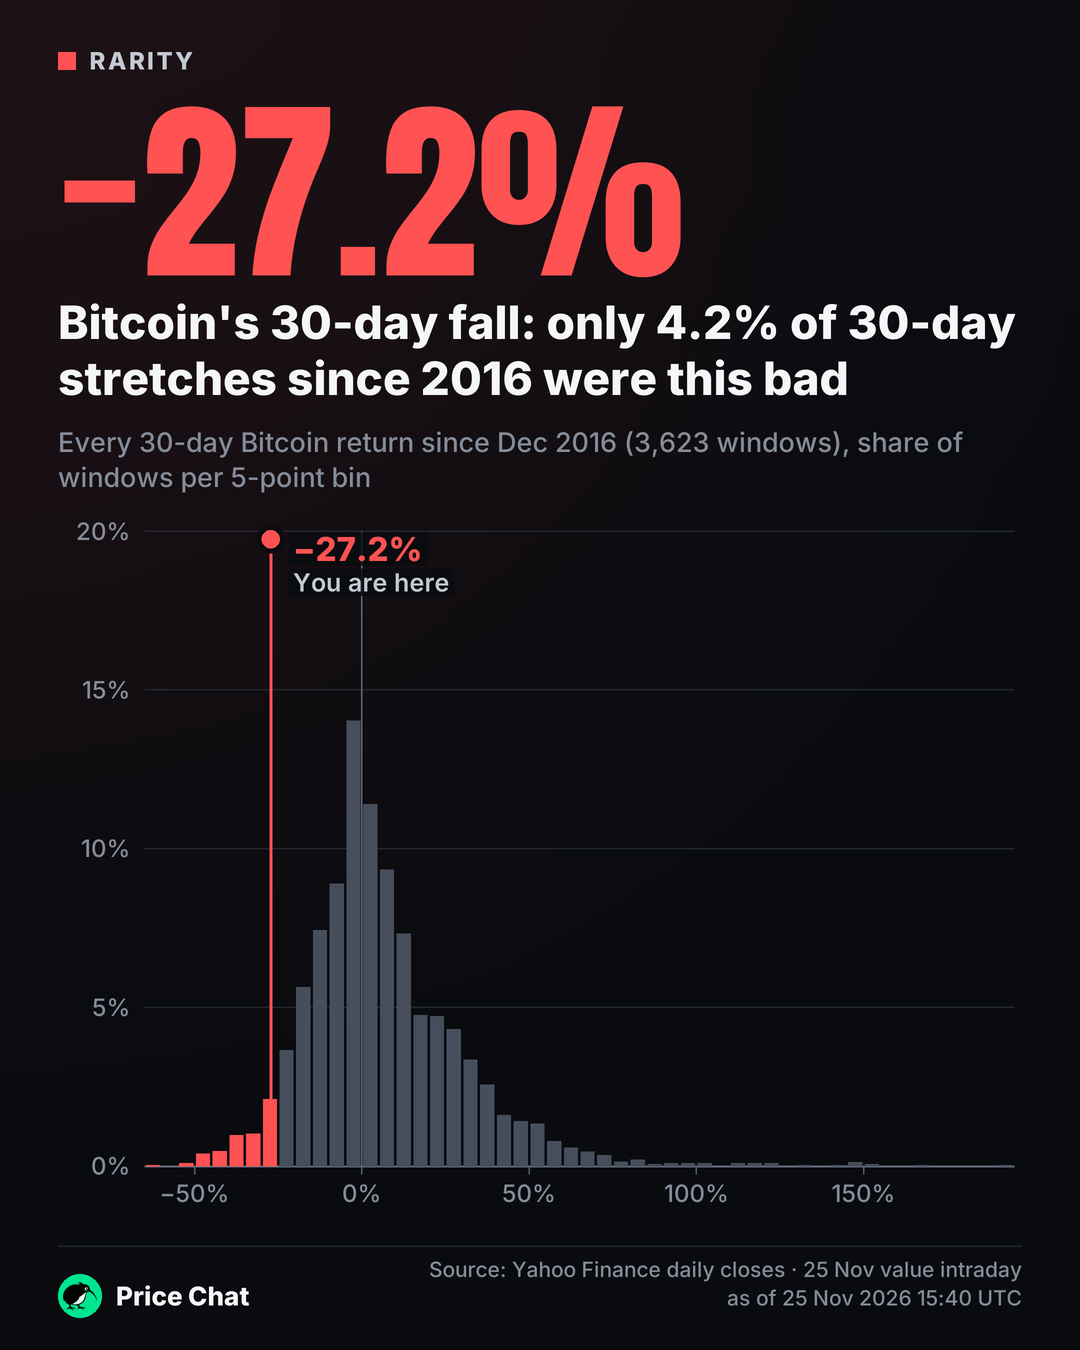 RARITY
−27.2%
Bitcoin's 30-day fall: only 4.2% of 30-day
stretches since 2016 were this bad
Every 30-day Bitcoin return since Dec 2016 (3,623 windows), share of
windows per 5-point bin
20%
−27.2%
You are here
15%
10%
5%
0%
−50%
0%
50%
100%
150%
Price Chat
Source: Yahoo Finance daily closes · 25 Nov value intraday
as of 25 Nov 2026 15:40 UTC